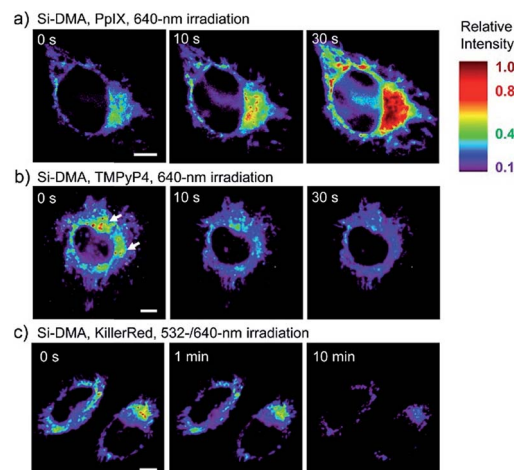 a) Si-DMA, PpIX, 640-nm irradiation
0 s
10 s
30 s
Relative
Intensity
1.0
0.8
0.4
0.1
b) Si-DMA, TMPyP4, 640-nm irradiation
0 s
10 s
30 s
c) Si-DMA, KillerRed, 532-/640-nm irradiation
0 s
1 min
10 min